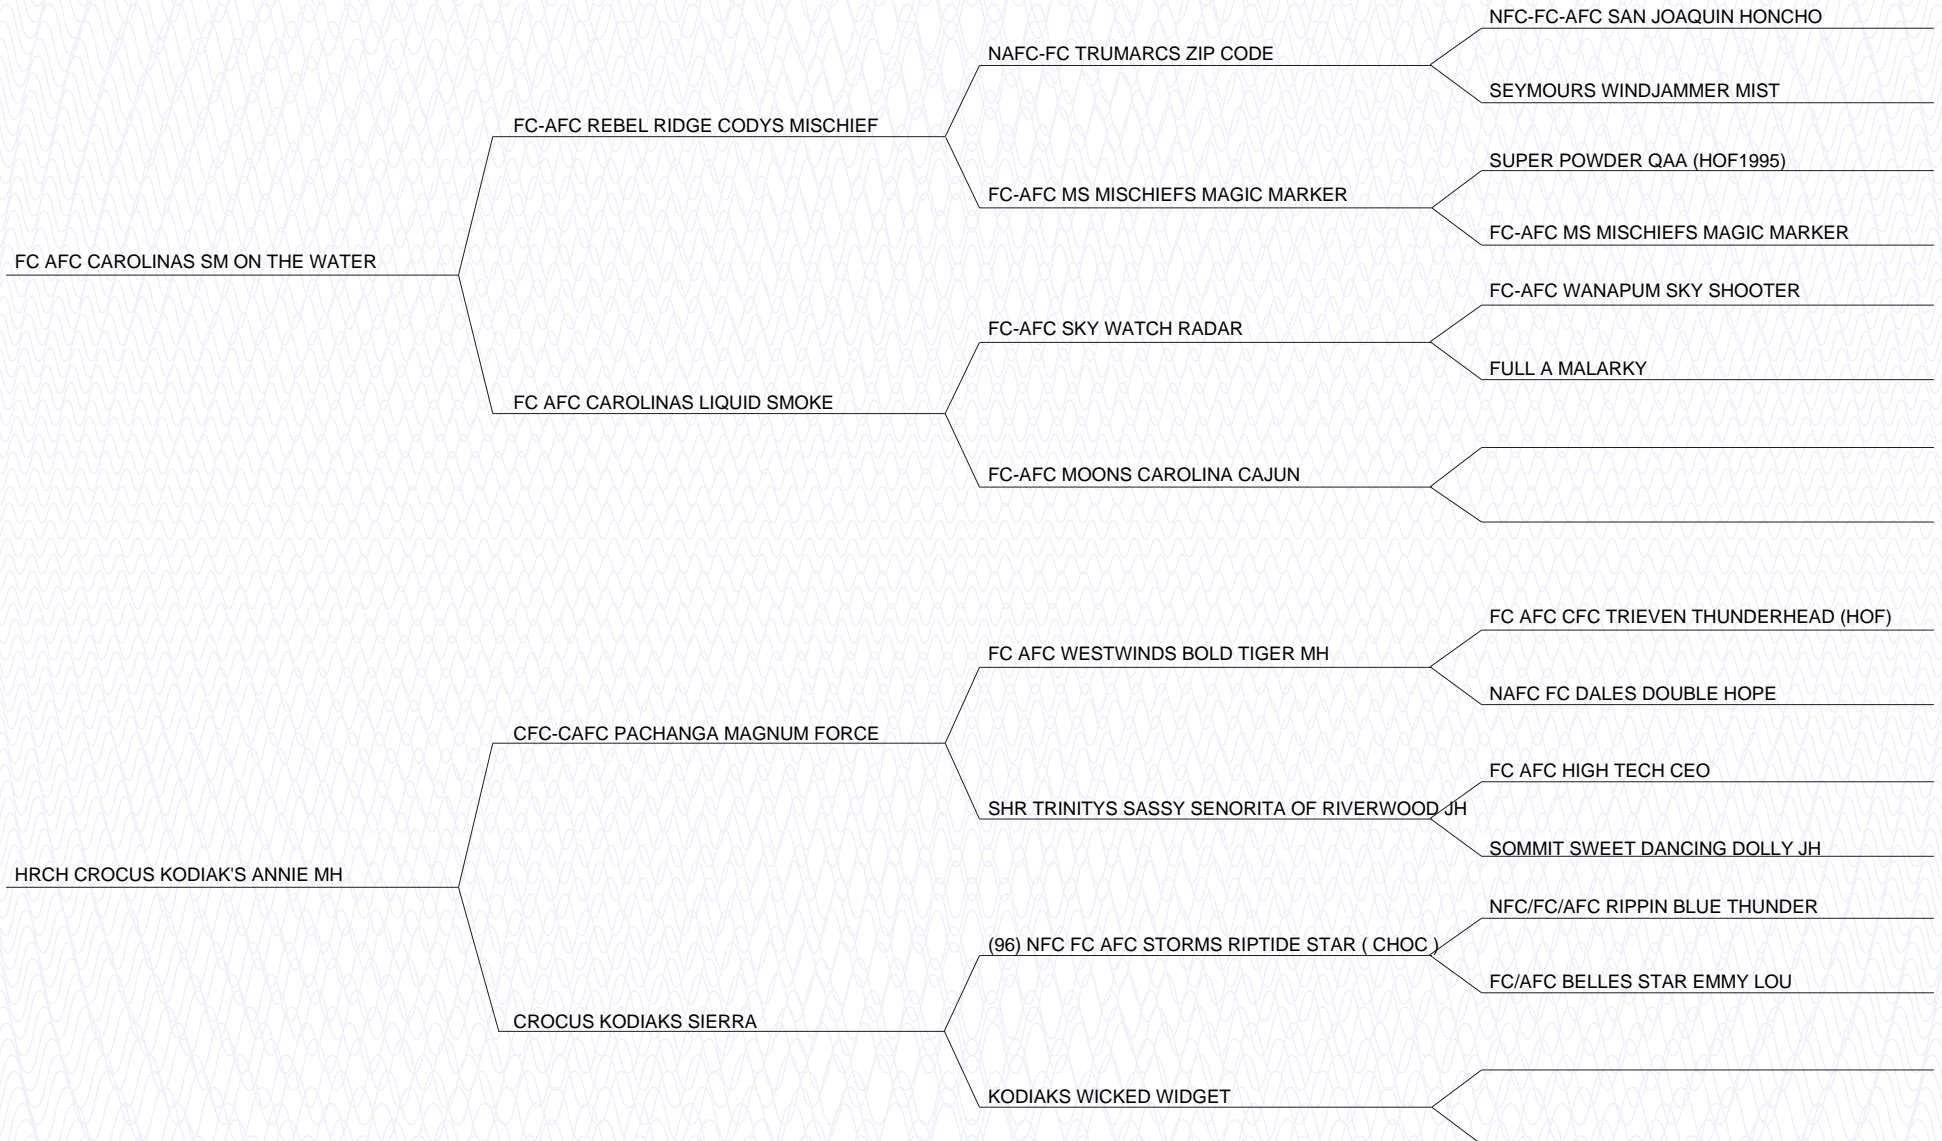 NFC-FC-AFC SAN JOAQUIN HONCHO
NAFC-FC TRUMARCS ZIP CODE
SEYMOURS WINDJAMMER MIST
FC-AFC REBEL RIDGE CODYS MISCHIEF
SUPER POWDER QAA (HOF1995)
FC-AFC MS MISCHIEFS MAGIC MARKER
FC-AFC MS MISCHIEFS MAGIC MARKER
FC AFC CAROLINAS SM ON THE WATER
FC-AFC WANAPUM SKY SHOOTER
FC-AFC SKY WATCH RADAR
FULL A MALARKY
FC AFC CAROLINAS LIQUID SMOKE
FC-AFC MOONS CAROLINA CAJUN
FC AFC CFC TRIEVEN THUNDERHEAD (HOF)
FC AFC WESTWINDS BOLD TIGER MH
NAFC FC DALES DOUBLE HOPE
CFC-CAFC PACHANGA MAGNUM FORCE
FC AFC HIGH TECH CEO
SHR TRINITYS SASSY SENORITA OF RIVERWOOD JH
SOMMIT SWEET DANCING DOLLY JH
HRCH CROCUS KODIAK'S ANNIE MH
NFC/FC/AFC RIPPIN BLUE THUNDER
(96) NFC FC AFC STORMS RIPTIDE STAR ( CHOC )
FC/AFC BELLES STAR EMMY LOU
CROCUS KODIAKS SIERRA
KODIAKS WICKED WIDGET